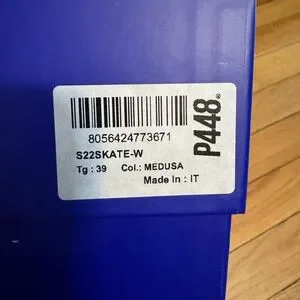 8056424773671
S22SKATE-W
Tg : 39 Col.: MEDUSA
Made In : IT
P448®